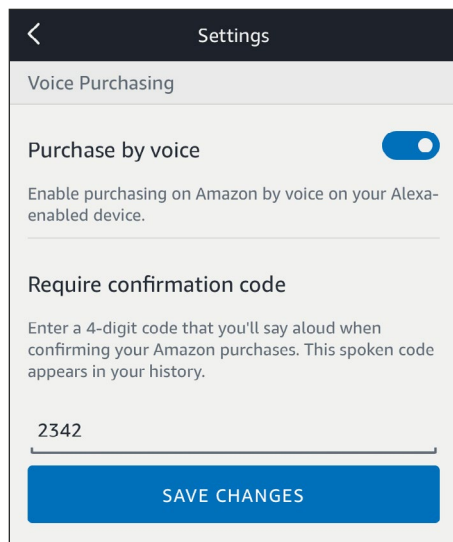 Settings
Voice Purchasing
Purchase by voice
Enable purchasing on Amazon by voice on your Alexa-
enabled device.
Require confirmation code
Enter a 4-digit code that you'll say aloud when
confirming your Amazon purchases. This spoken code
appears in your history.
2342
SAVE CHANGES